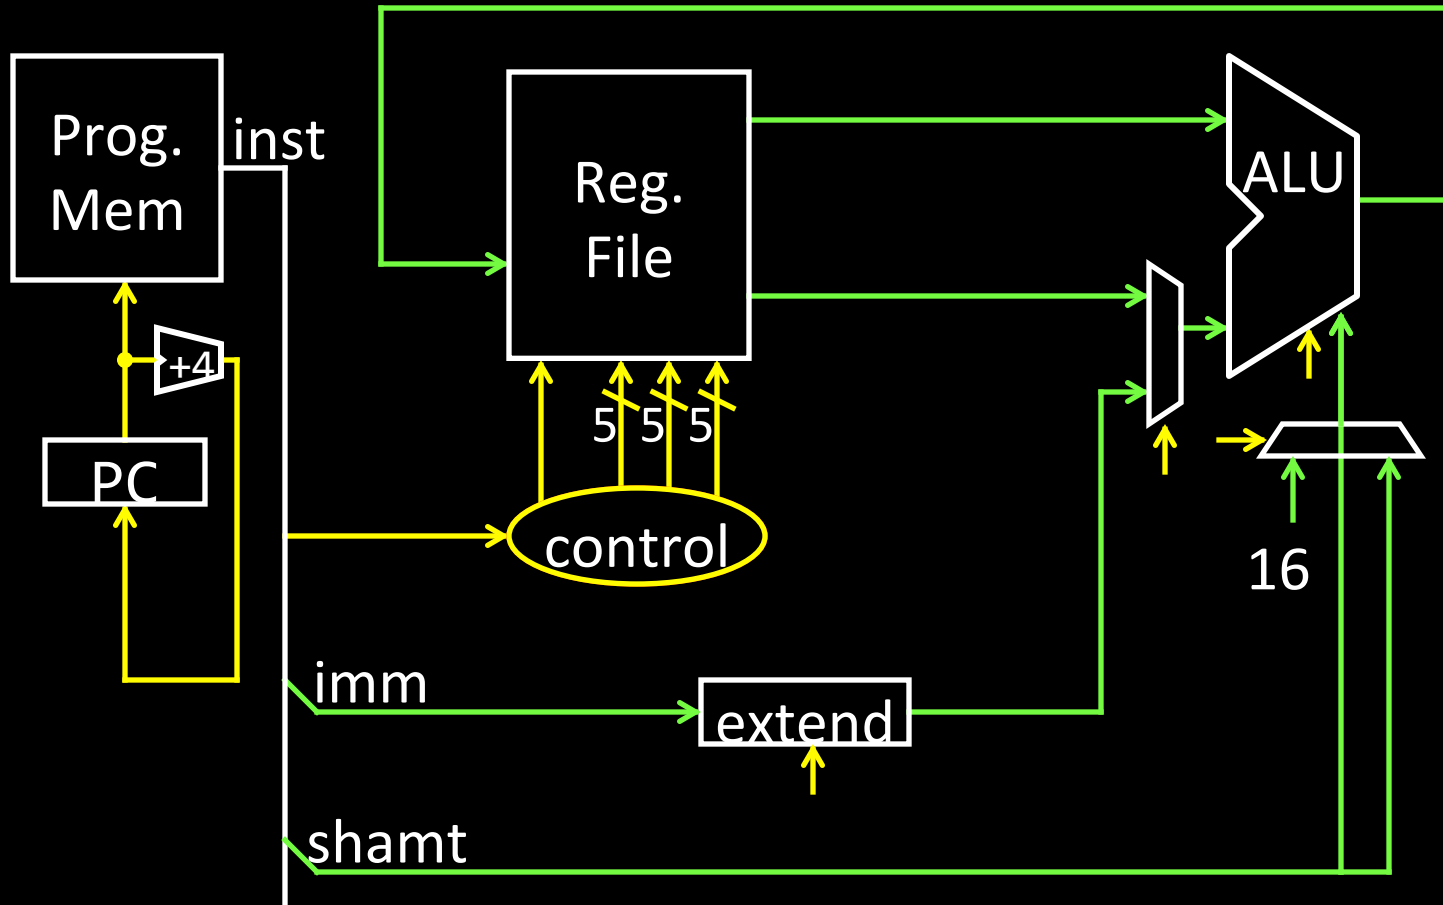 Prog.
Mem
inst
Reg.
File
ALU
+4
5 5 5
PC
control
16
imm
extend
shamt